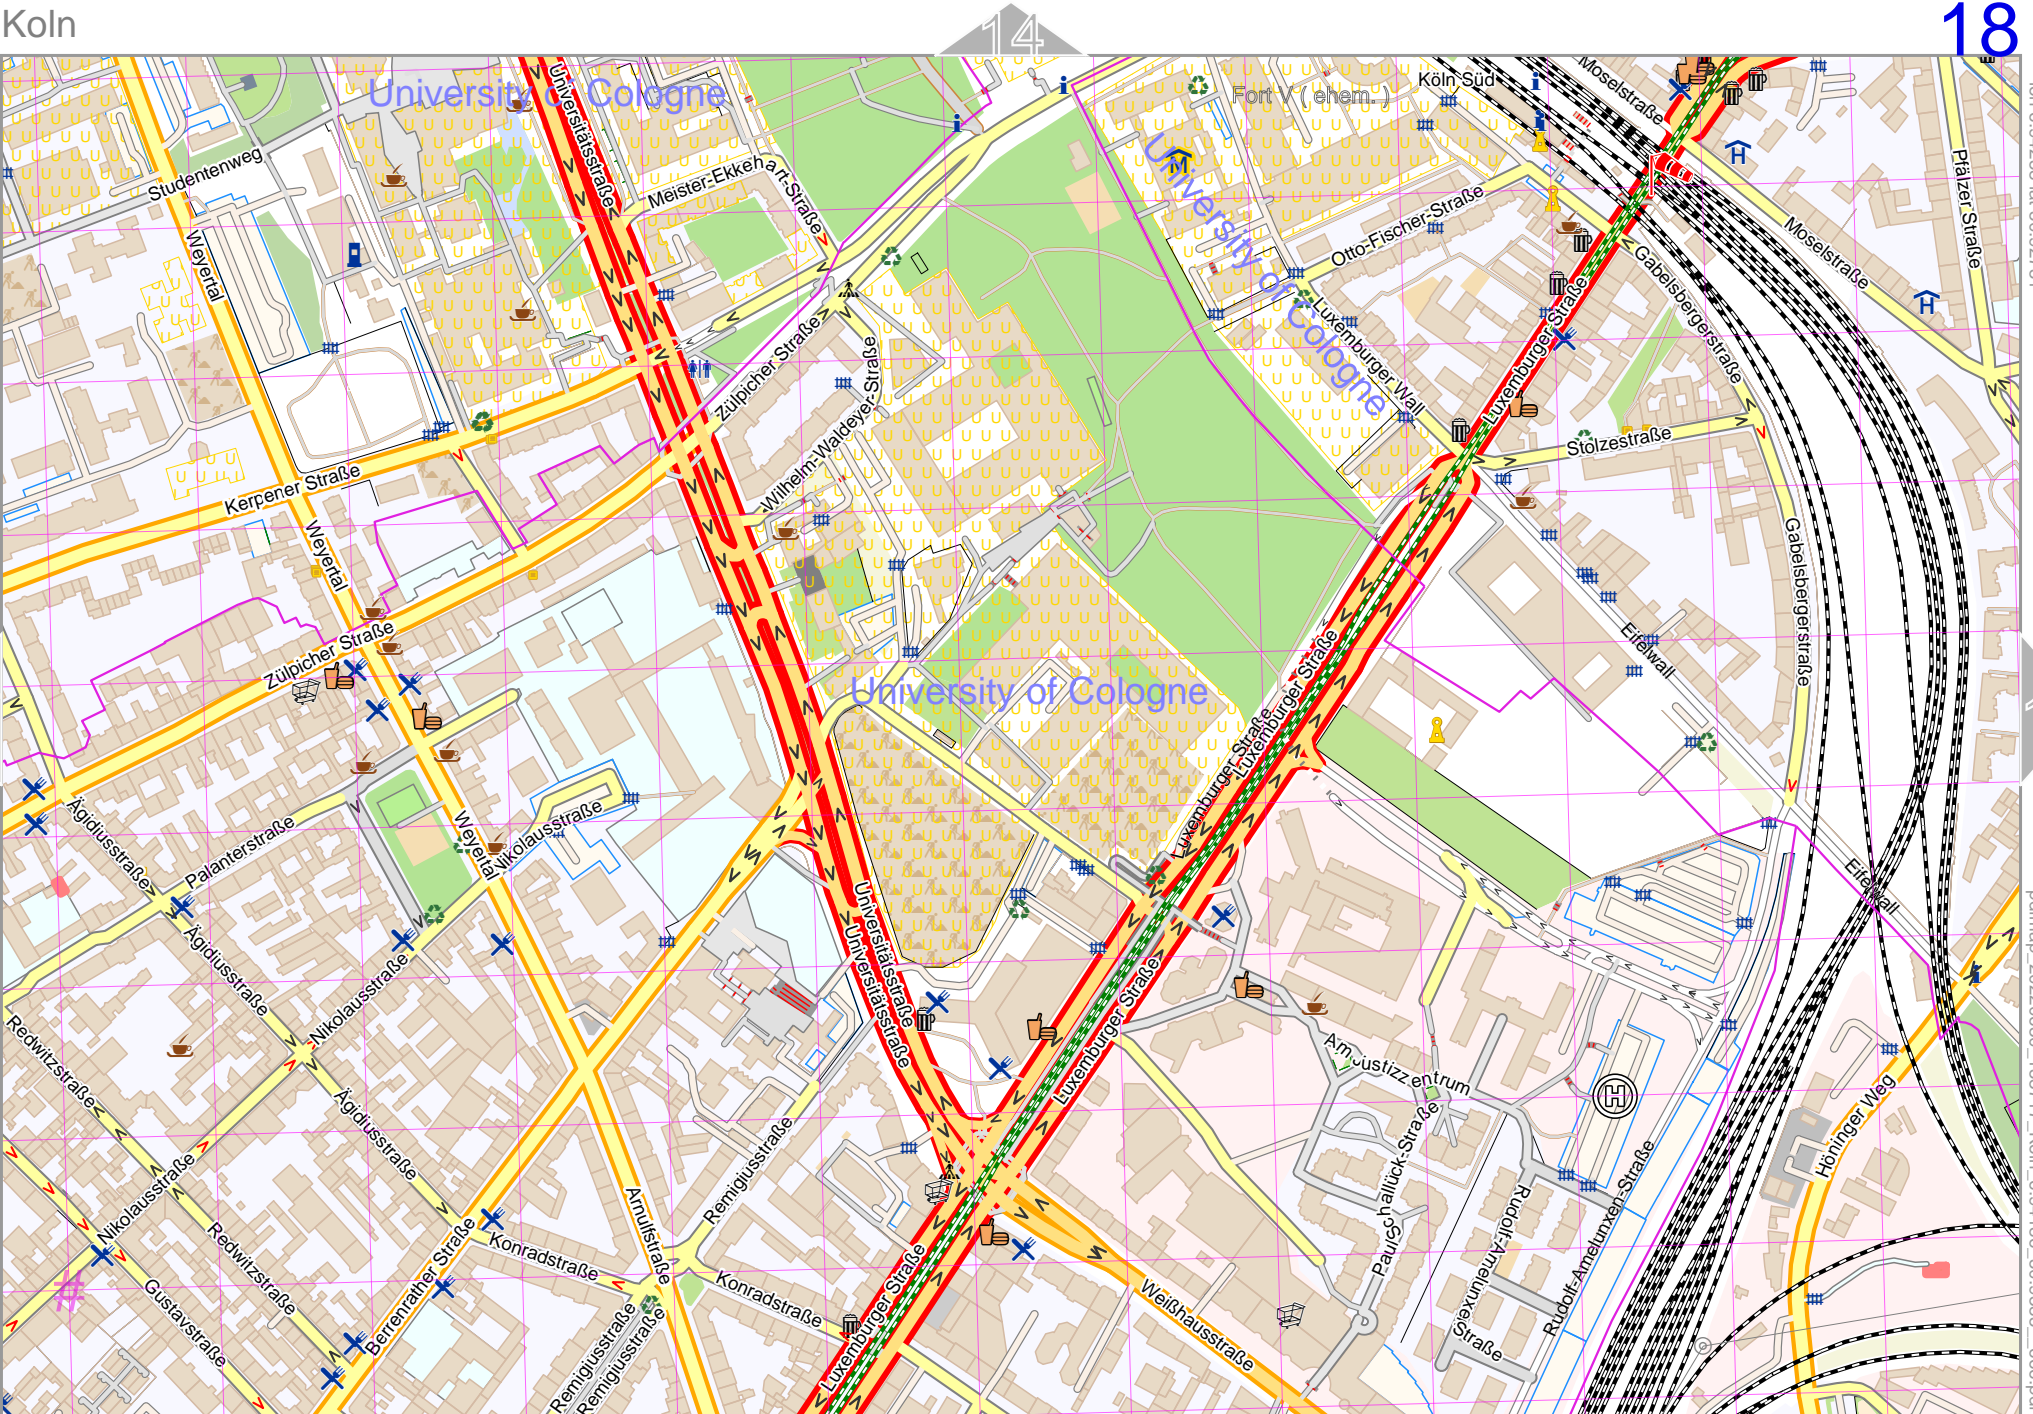 Koln
14
18
University of Cologne
Universitätsstraße
Köln Süd
Moselstraße
Fort V ( ehem. )
Studentenweg
Meister-Ekkehart-Straße
University of Cologne
Pfälzer Straße
Otto-Fischer-Straße
Moselstraße
Weyertal
Gabelsbergerstraße
Luxemburger Wall
Luxemburger Straße
Zülpicher Straße
Wilhelm-Waldeyer-Straße
Stolzestraße
Kerpener Straße
Weyertal
Gabelsbergerstraße
Eifelwall
Zülpicher Straße
Luxemburger Straße
University of Cologne
Luxemburger Straße
Luxemburger Straße
Ägidiusstraße
Palanterstraße
Weyertal
Nikolausstraße
Eifelwall
Universitätsstraße
Universitätsstraße
Ägidiusstraße
Nikolausstraße
Luxemburger Straße
Redwitzstraße
Am Justizzentrum
Ägidiusstraße
Höninger Weg
Remigiusstraße
Paul-Schallück-Straße
Nikolausstraße
Redwitzstraße
Arnulfstraße
Rudolf-Amelunxen-Straße
Rudolf-Amelunxen-Straße
Konradstraße
Berrenrather Straße
Luxemburger Straße
Konradstraße
Gustavstraße
Weißhausstraße
Remigiusstraße
Remigiusstraße